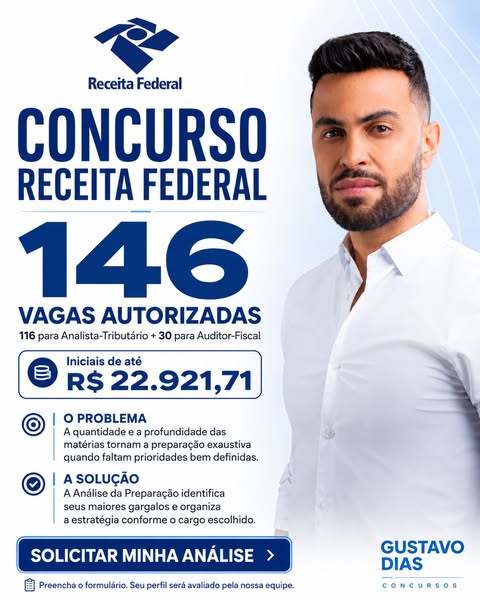 Receita Federal
CONCURSO
RECEITA FEDERAL
146
VAGAS AUTORIZADAS
116 para Analista-Tributário + 30 para Auditor-Fiscal
Iniciais de até
R$ 22.921,71
O PROBLEMA
A quantidade e a profundidade das
matérias tornam a preparação exaustiva
quando faltam prioridades bem definidas.
A SOLUÇÃO
A Análise da Preparação identifica
seus maiores gargalos e organiza
a estratégia conforme o cargo escolhido.
SOLICITAR MINHA ANÁLISE >
Preencha o formulário. Seu perfil será avaliado pela nossa equipe.
GUSTAVO
DIAS
CONCURSOS